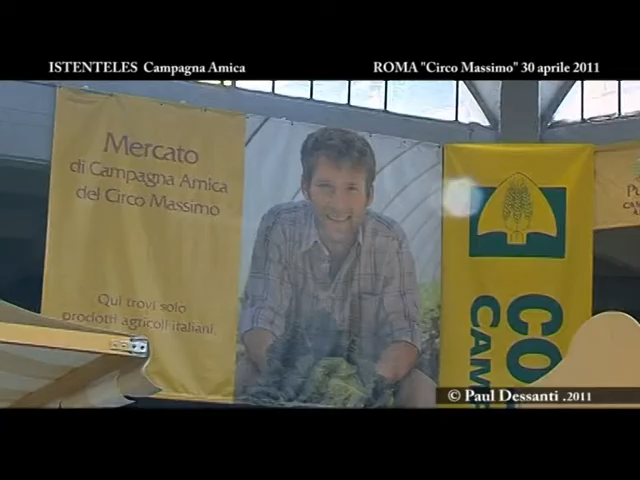 ISTENTELES Campagna Amica
ROMA "Circo Massimo" 30 aprile 2011
Mercato
di Campagna Amica
del Circo Massimo
Qui trovi solo
prodotti agricoli italiani
CO
CAM
© Paul Dessanti .2011